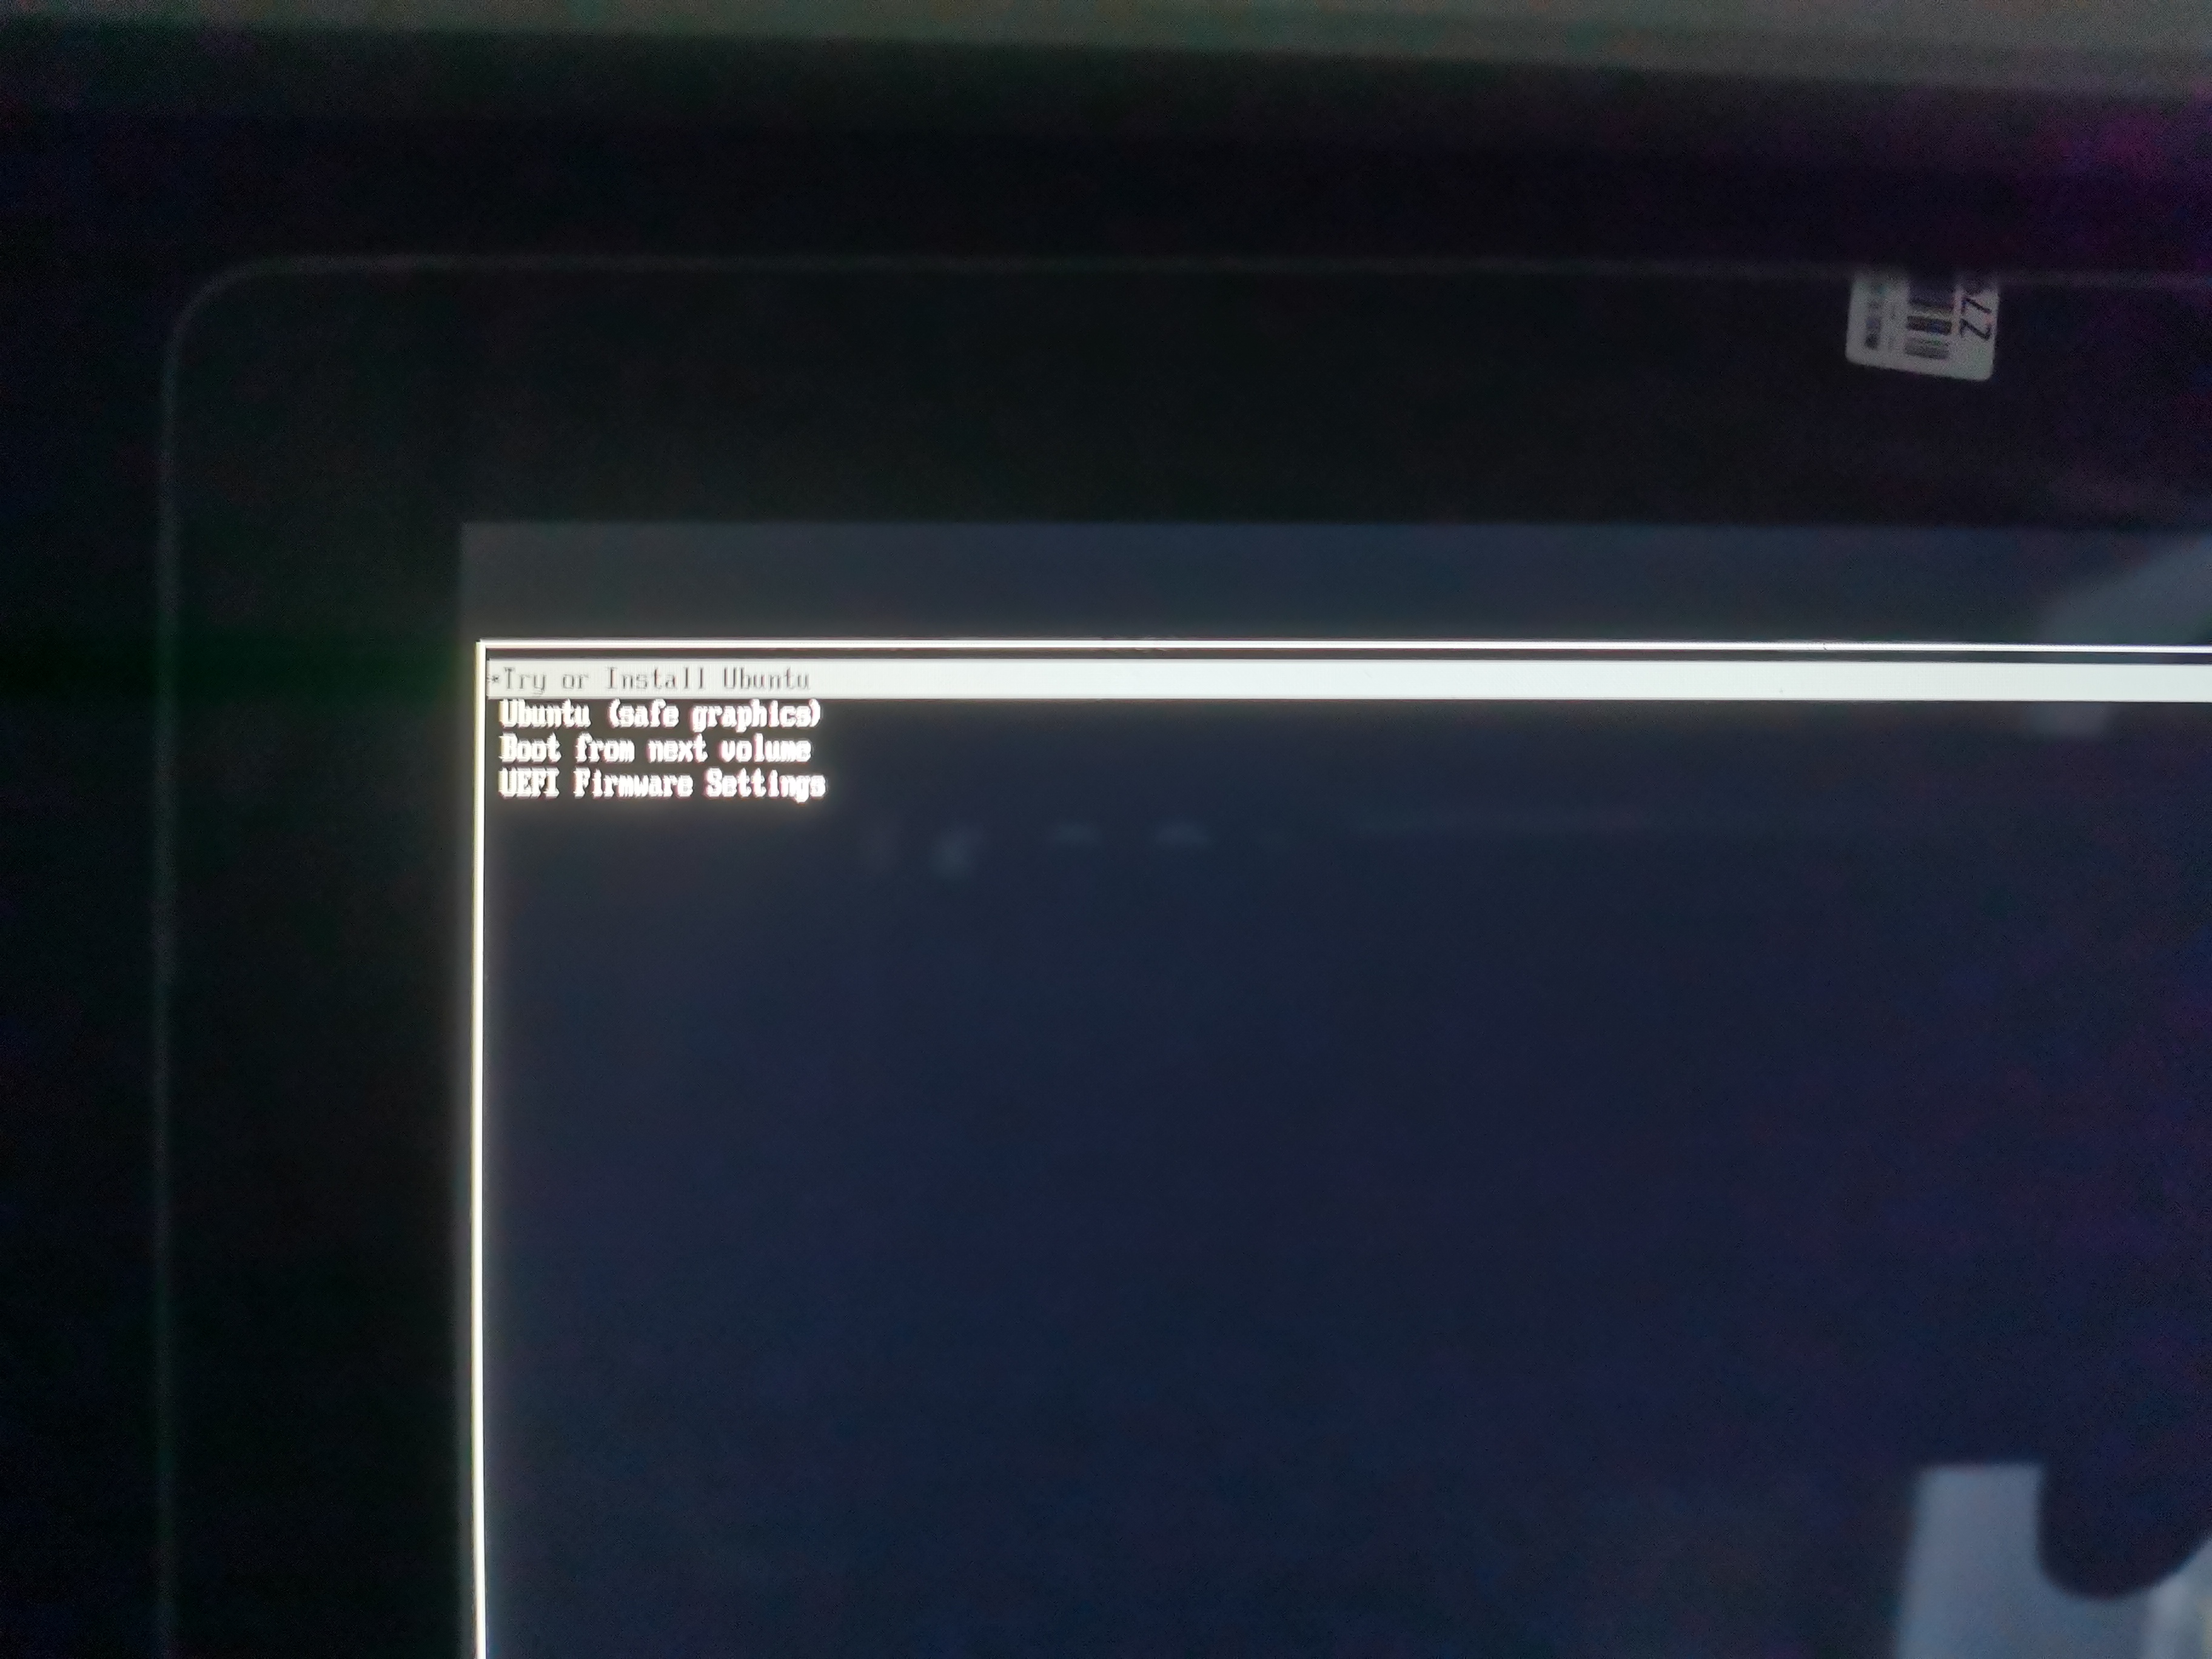 *Try or Install Ubuntu
Ubuntu (safe graphics)
Boot from next volume
UEFI Firmware Settings